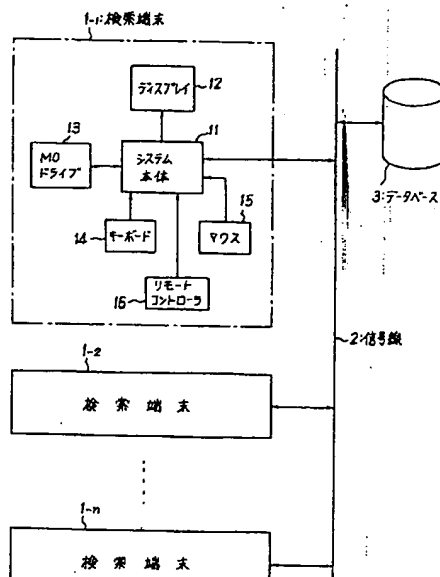 1-1:検索端末
ディスプレイ
12
13
MO
ドライブ
11
システム
本体
15
マウス
14
キーボード
16
リモート
コントローラ
3:データベース
2:信号線
1-2
検索端末
1-n
検索端末